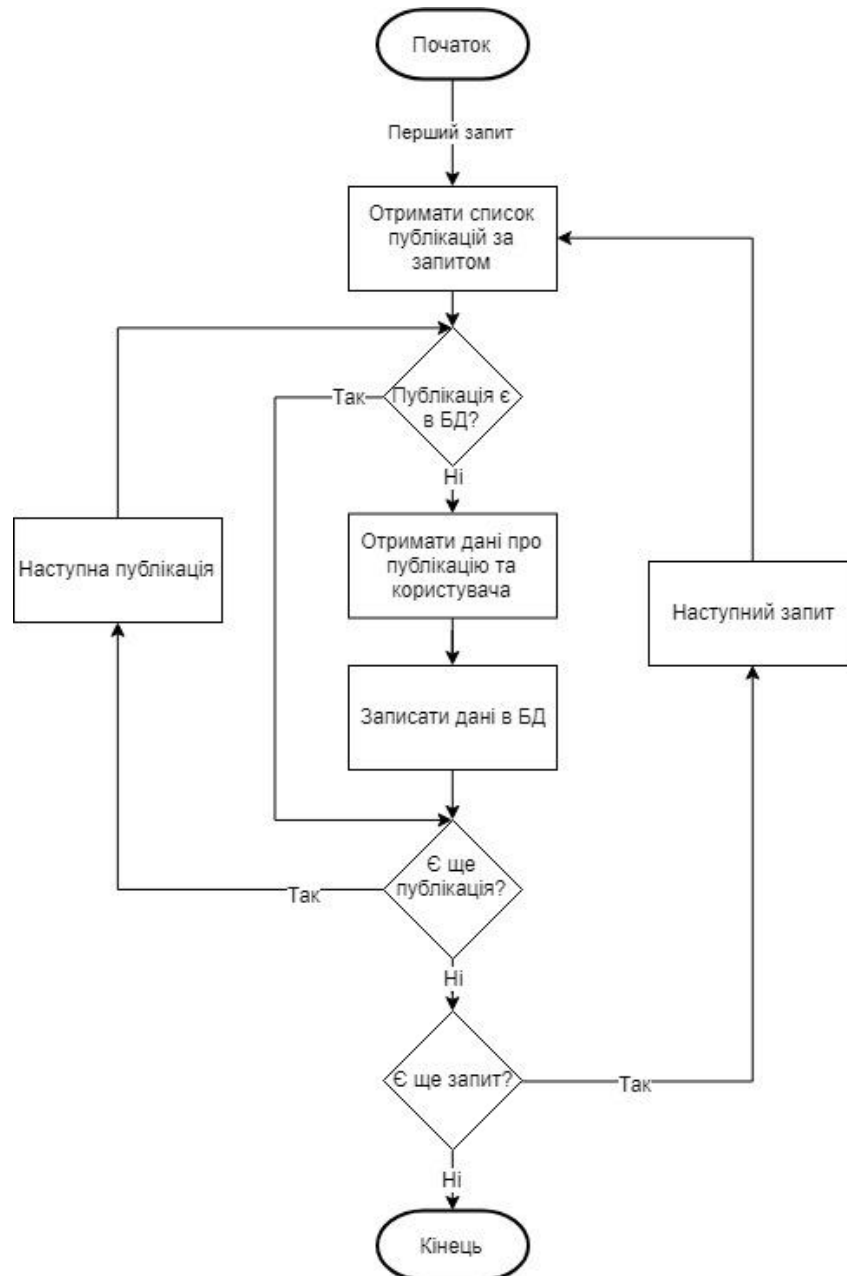 Початок
Перший запит
Отримати список
публікацій за
запитом
Так
Публікація є
в БД?
Ні
Отримати дані про
публікацію та
користувача
Наступна публікація
Наступний запит
Записати дані в БД
Є ще
публікація?
Так
Ні
Є ще запит?
Так
Ні
Кінець